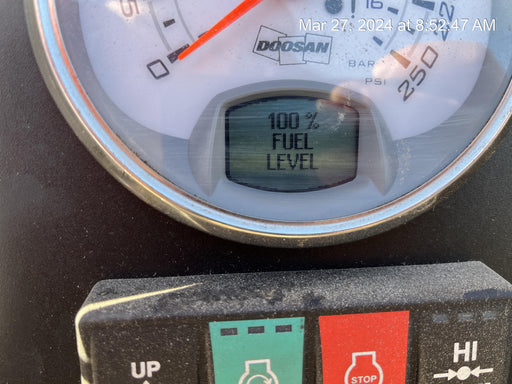 Mar 27, 2024 at 8:52:47 AM
16
DOOSAN
BAR
PSI
0
250
100 %
FUEL
LEVEL
UP
STOP
HI